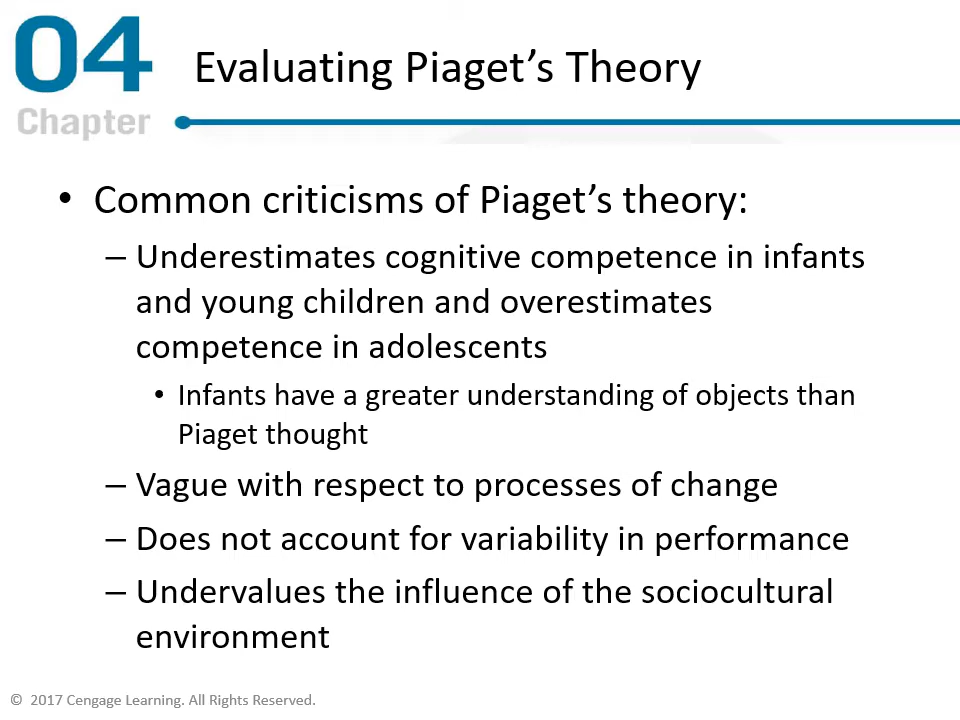 04
Chapter
Evaluating Piaget’s Theory
• Common criticisms of Piaget’s theory:
– Underestimates cognitive competence in infants
and young children and overestimates
competence in adolescents
• Infants have a greater understanding of objects than
Piaget thought
– Vague with respect to processes of change
– Does not account for variability in performance
– Undervalues the influence of the sociocultural
environment
© 2017 Cengage Learning. All Rights Reserved.